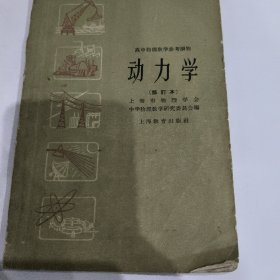 高中物理教学参考读物
动力学
(修订本)
上海市物理学会
中学物理教学研究委员会编
上海教育出版社